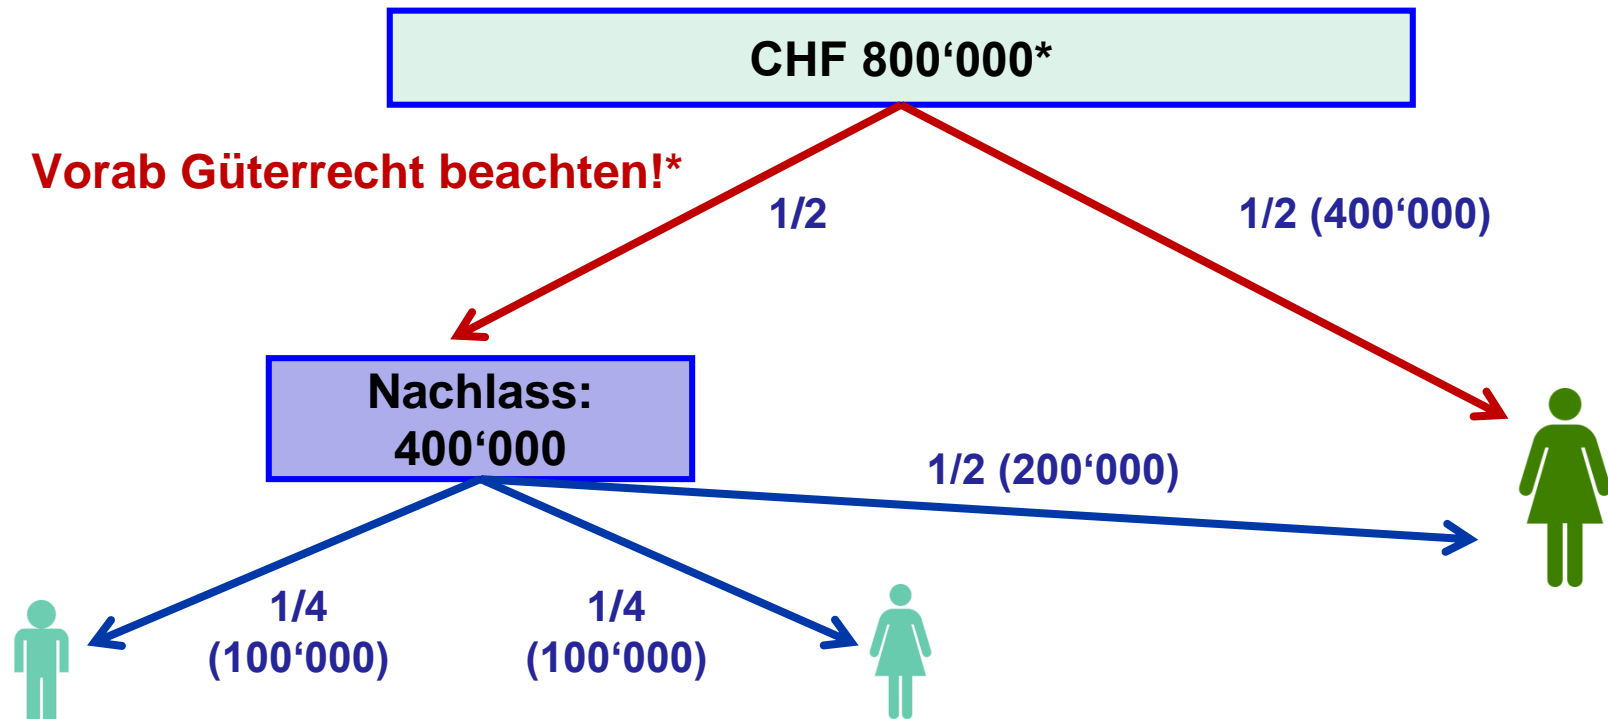 CHF 800‘000*
Vorab Güterrecht beachten!*
1/2
1/2 (400‘000)
Nachlass:
400‘000
1/2 (200‘000)
1/4
(100‘000)
1/4
(100‘000)